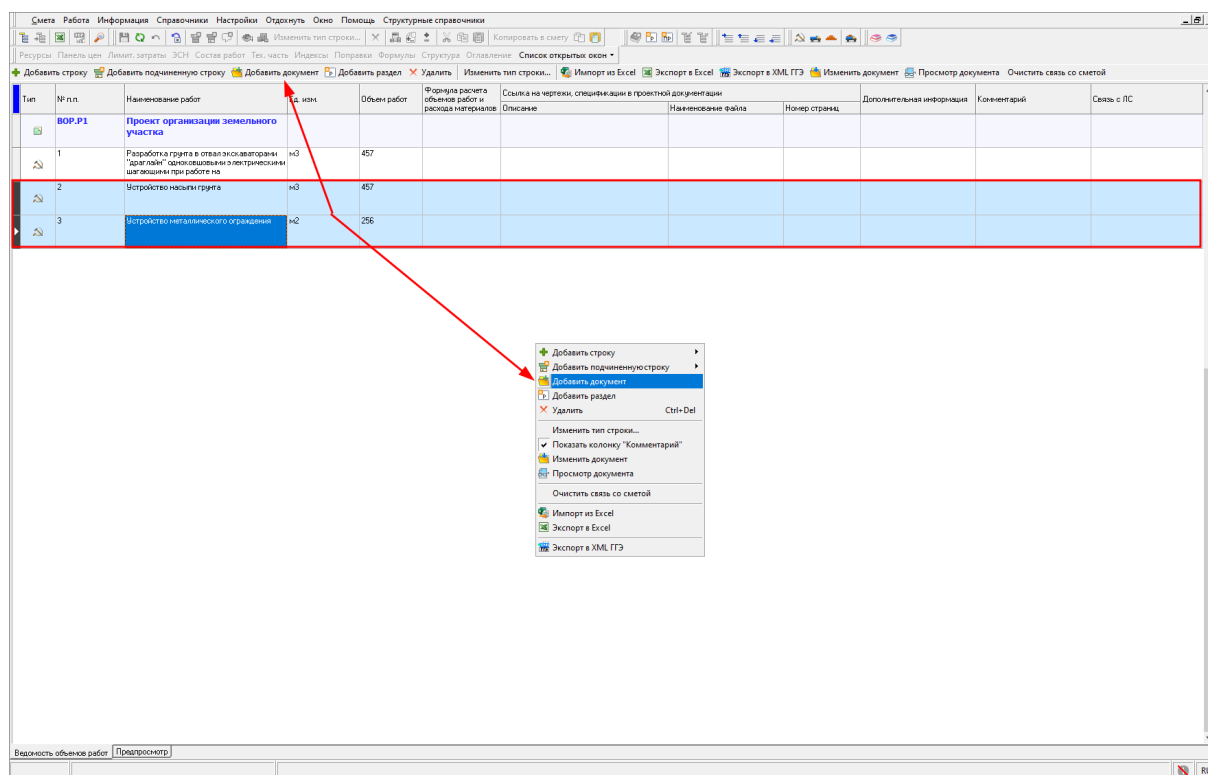 Смета Работа Информация Справочники Настройки Отдохнуть Окно Помощь Структурные справочники
Изменить тип строки... Копировать в смету
Ресурсы Панель цен Лимит. затраты ЭСН Состав работ Тех. часть Индексы Поправки Формулы Структура Оглавление Список открытых окон
Добавить строку Добавить подчиненную строку Добавить документ Добавить раздел Удалить Изменить тип строки... Импорт из Excel Экспорт в Excel Экспорт в XML ГГЭ Изменить документ Просмотр документа Очистить связь со сметой
Тип № п.п. Наименование работ Ед. изм. Объем работ Формула расчета объемов работ и расхода материалов Ссылка на чертежи, спецификации в проектной документации Дополнительная информация Комментарий Связь с ЛС
Описание Наименование файла Номер страниц
ВОР.Р1 Проект организации земельного
участка
1 Разработка грунта в отвал экскаваторами м3 457
"драглайн" одноковшовыми электрическими
шагающими при работе на
2 Устройство насыпи грунта м3 457
3 Устройство металлического ограждения м2 256
Добавить строку
Добавить подчиненную строку
Добавить документ
Добавить раздел
Удалить Ctrl+Del
Изменить тип строки...
Показать колонку "Комментарий"
Изменить документ
Просмотр документа
Очистить связь со сметой
Импорт из Excel
Экспорт в Excel
Экспорт в XML ГГЭ
Ведомость объемов работ Предпросмотр